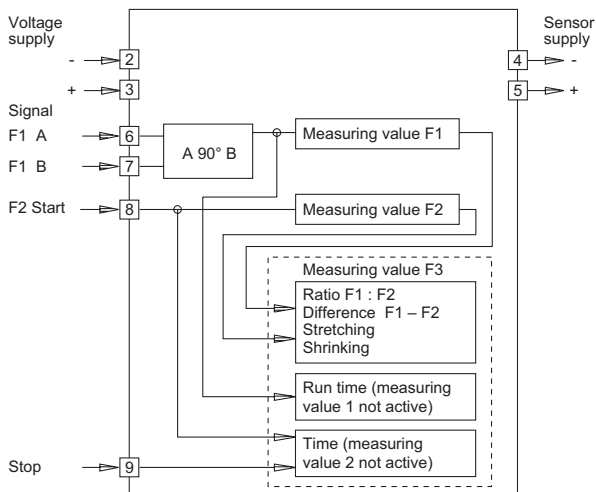 Voltage
supply
- 2
+ 3
Signal
F1 A 6
F1 B 7
F2 Start 8
Stop 9
A 90° B
Measuring value F1
Measuring value F2
Measuring value F3
Ratio F1 : F2
Difference F1 – F2
Stretching
Shrinking
Run time (measuring
value 1 not active)
Time (measuring
value 2 not active)
Sensor
supply
4 -
5 +